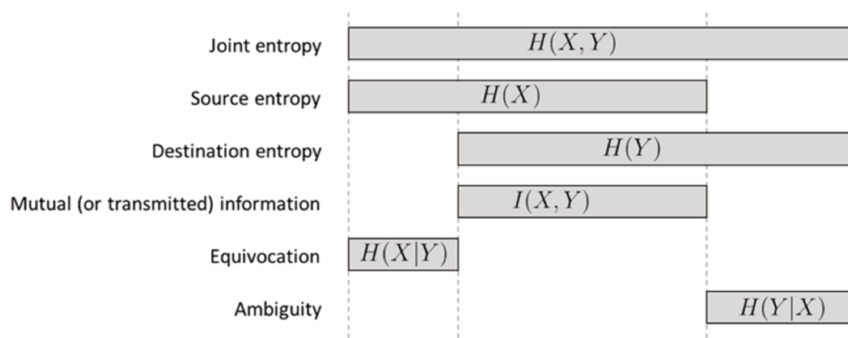 Joint entropy H(X,Y)
Source entropy H(X)
Destination entropy H(Y)
Mutual (or transmitted) information I(X,Y)
Equivocation H(X|Y)
Ambiguity H(Y|X)